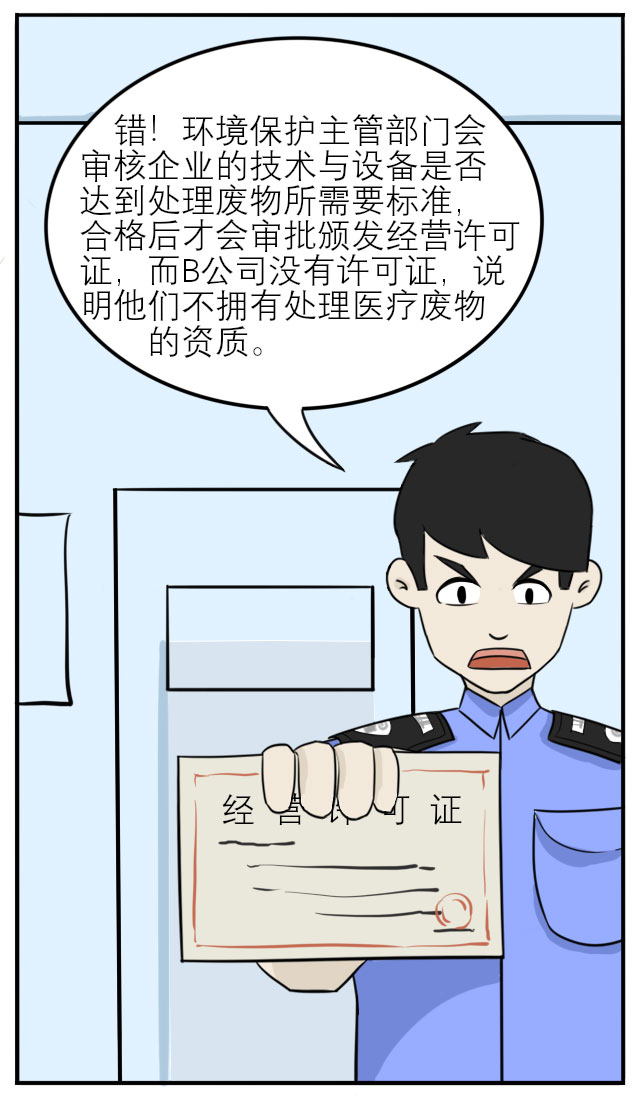 错！环境保护主管部门会
审核企业的技术与设备是否
达到处理废物所需要标准，
合格后才会审批颁发经营许可
证，而B公司没有许可证，说
明他们不拥有处理医疗废物
的资质。
经营许可证